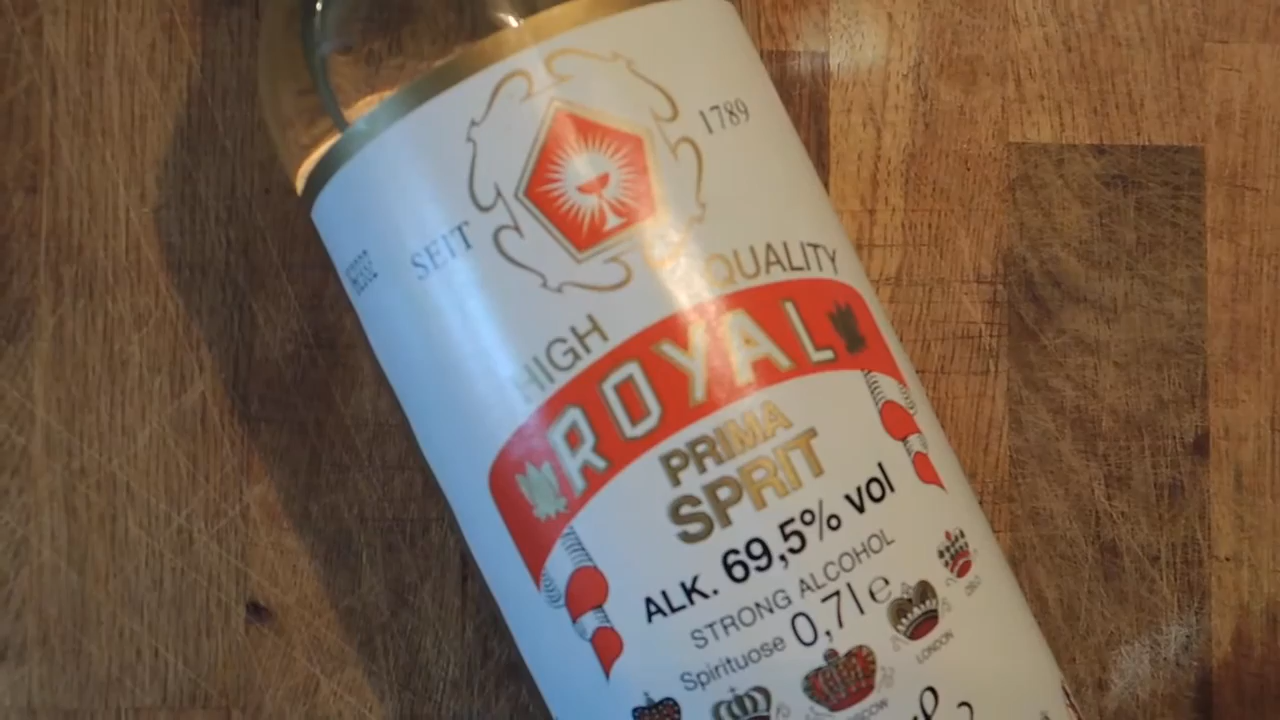 SEIT 1789
HIGH QUALITY
ROYAL
PRIMA
SPRIT
ALK. 69,5% vol
STRONG ALCOHOL
Spirituose 0,7l e
LONDON